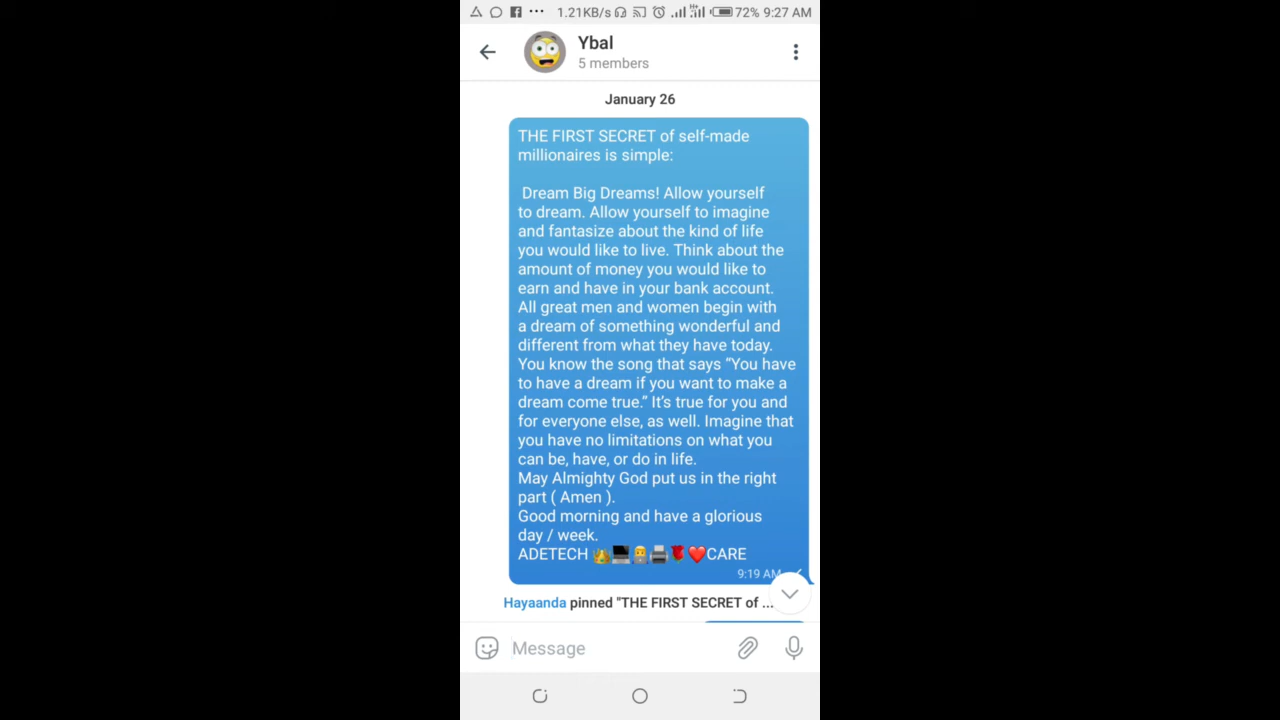 1.21KB/s 72% 9:27 AM
Ybal
5 members
January 26
THE FIRST SECRET of self-made
millionaires is simple:
Dream Big Dreams! Allow yourself
to dream. Allow yourself to imagine
and fantasize about the kind of life
you would like to live. Think about the
amount of money you would like to
earn and have in your bank account.
All great men and women begin with
a dream of something wonderful and
different from what they have today.
You know the song that says “You have
to have a dream if you want to make a
dream come true.” It’s true for you and
for everyone else, as well. Imagine that
you have no limitations on what you
can be, have, or do in life.
May Almighty God put us in the right
part ( Amen ).
Good morning and have a glorious
day / week.
ADETECH 👑💻👨‍💼🖨🌹❤️CARE
9:19 AM
Hayaanda pinned "THE FIRST SECRET of ...
Message